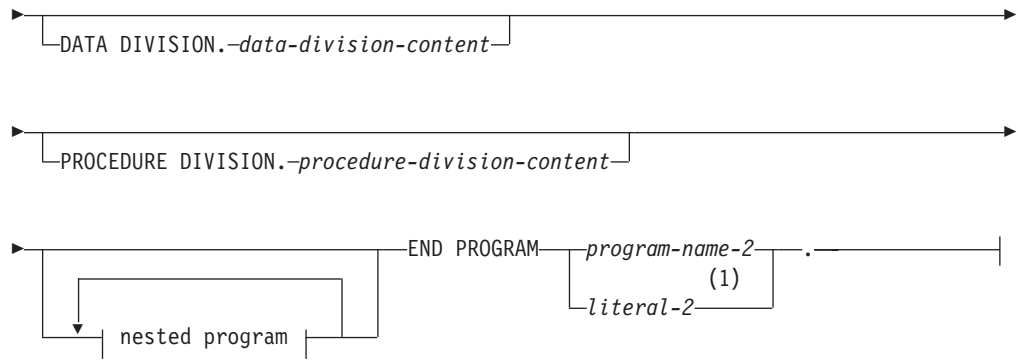 DATA DIVISION.—data-division-content
PROCEDURE DIVISION.—procedure-division-content
END PROGRAM program-name-2 .
(1)
literal-2
nested program